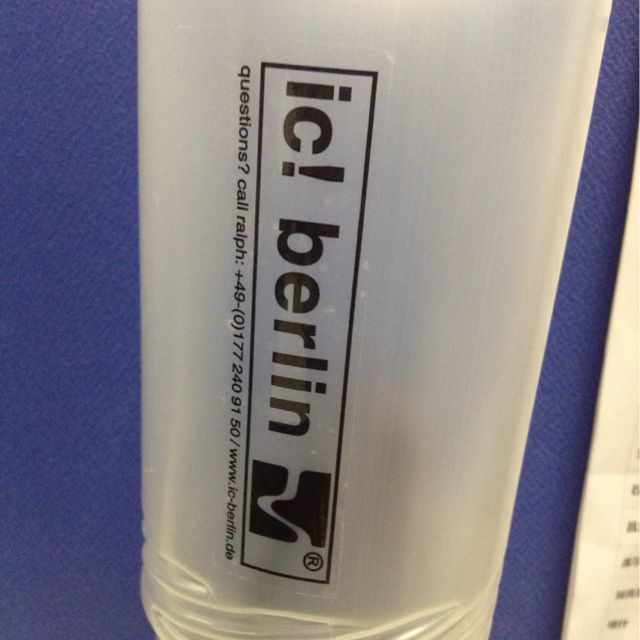 ic! berlin ®
questions? call ralph: +49-(0)177 240 91 50 / www.ic-berlin.de